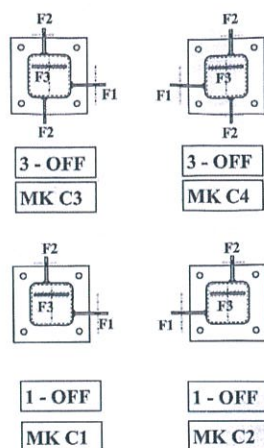 F2 F2
F3 F3
F1 F1
F2 F2
3 - OFF 3 - OFF
MK C3 MK C4
F2 F2
F3 F3
F1 F1
1 - OFF 1 - OFF
MK C1 MK C2